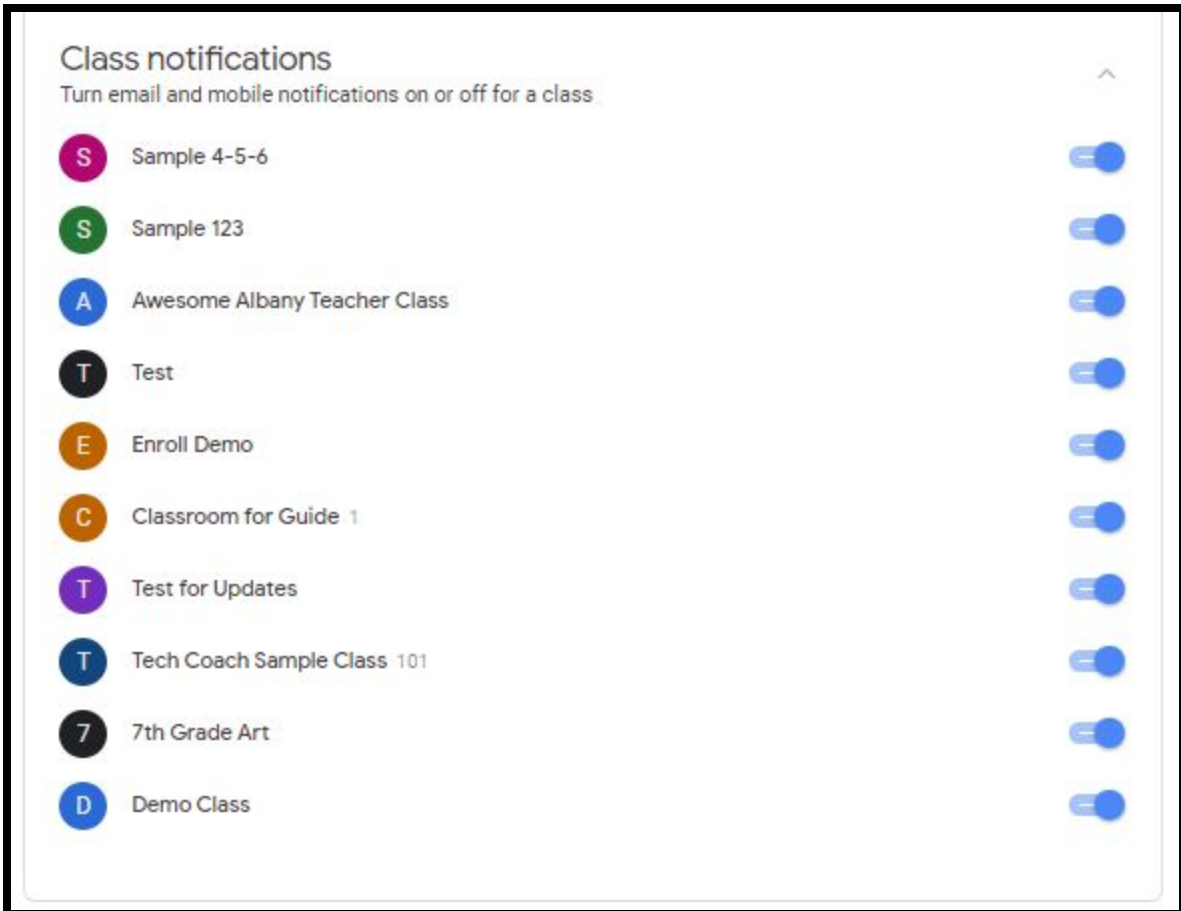 Class notifications
Turn email and mobile notifications on or off for a class
S Sample 4-5-6
S Sample 123
A Awesome Albany Teacher Class
T Test
E Enroll Demo
C Classroom for Guide 1
T Test for Updates
T Tech Coach Sample Class 101
7 7th Grade Art
D Demo Class